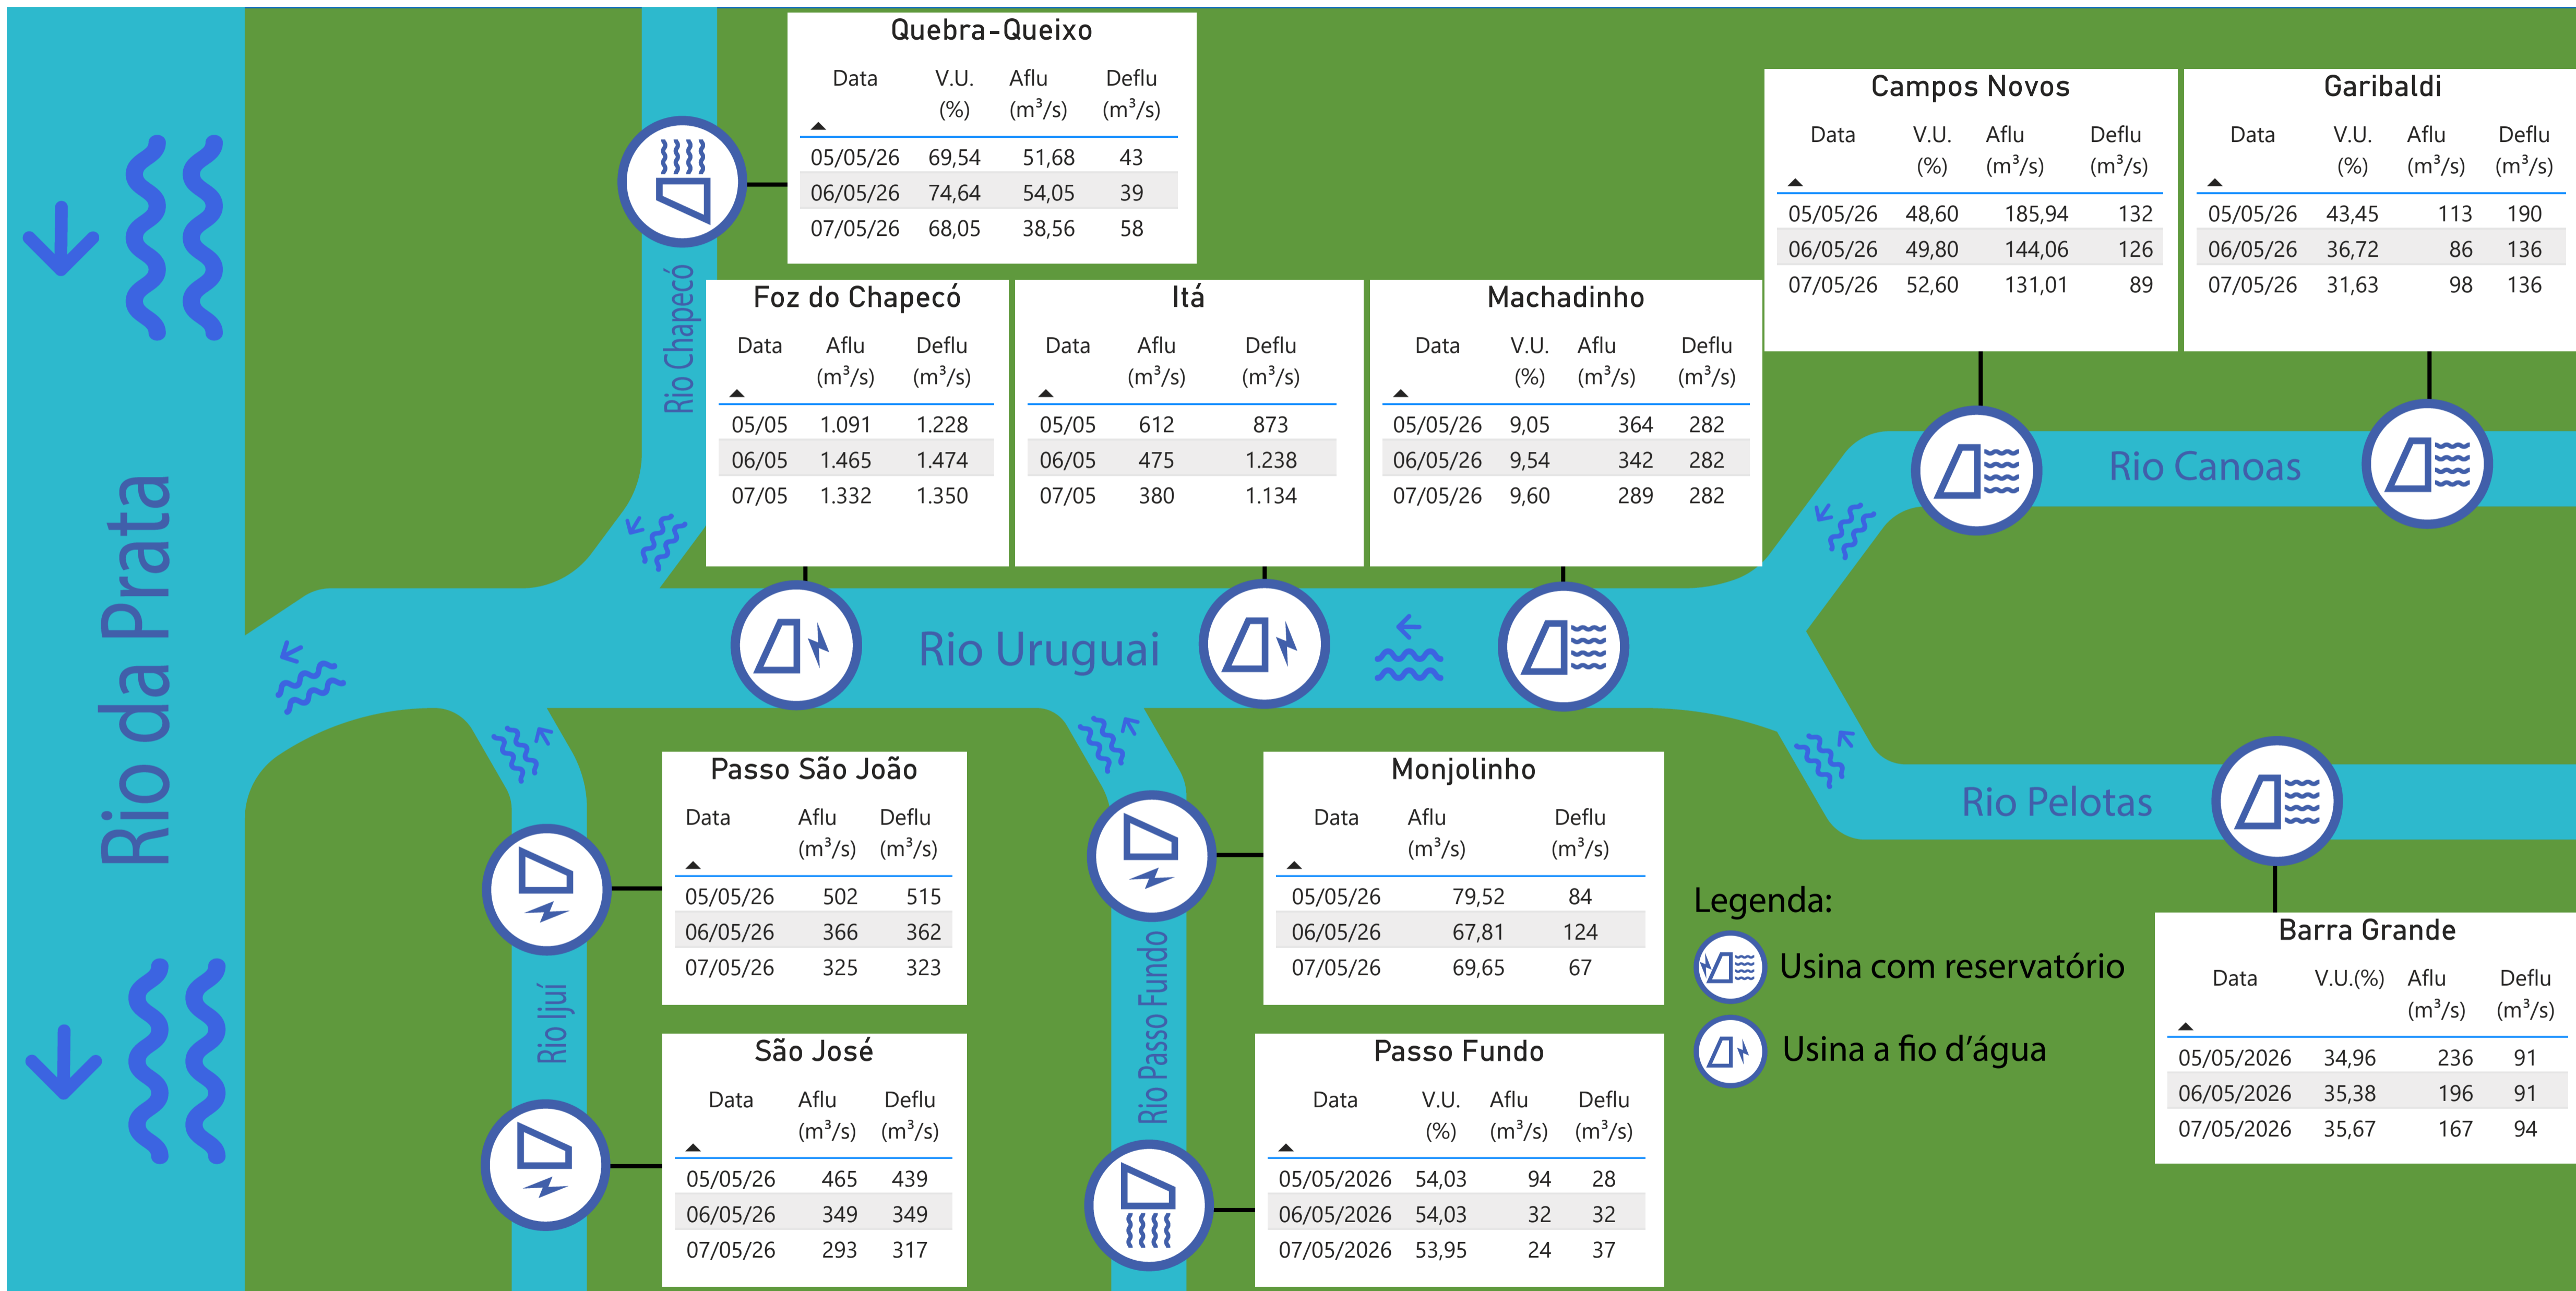 Rio da Prata
Quebra-Queixo
Data V.U. Aflu Deflu
(%) (m³/s) (m³/s)
05/05/26 69,54 51,68 43
06/05/26 74,64 54,05 39
07/05/26 68,05 38,56 58
Rio Chapecó
Campos Novos
Data V.U. Aflu Deflu
(%) (m³/s) (m³/s)
05/05/26 48,60 185,94 132
06/05/26 49,80 144,06 126
07/05/26 52,60 131,01 89
Garibaldi
Data V.U. Aflu Deflu
(%) (m³/s) (m³/s)
05/05/26 43,45 113 190
06/05/26 36,72 86 136
07/05/26 31,63 98 136
Foz do Chapecó
Data Aflu Deflu
(m³/s) (m³/s)
05/05 1.091 1.228
06/05 1.465 1.474
07/05 1.332 1.350
Itá
Data Aflu Deflu
(m³/s) (m³/s)
05/05 612 873
06/05 475 1.238
07/05 380 1.134
Machadinho
Data V.U. Aflu Deflu
(%) (m³/s) (m³/s)
05/05/26 9,05 364 282
06/05/26 9,54 342 282
07/05/26 9,60 289 282
Rio Canoas
Rio Uruguai
Rio Pelotas
Passo São João
Data Aflu Deflu
(m³/s) (m³/s)
05/05/26 502 515
06/05/26 366 362
07/05/26 325 323
Rio Ijuí
São José
Data Aflu Deflu
(m³/s) (m³/s)
05/05/26 465 439
06/05/26 349 349
07/05/26 293 317
Monjolinho
Data Aflu Deflu
(m³/s) (m³/s)
05/05/26 79,52 84
06/05/26 67,81 124
07/05/26 69,65 67
Rio Passo Fundo
Passo Fundo
Data V.U. Aflu Deflu
(%) (m³/s) (m³/s)
05/05/2026 54,03 94 28
06/05/2026 54,03 32 32
07/05/2026 53,95 24 37
Legenda:
Usina com reservatório
Usina a fio d’água
Barra Grande
Data V.U.(%) Aflu Deflu
(m³/s) (m³/s)
05/05/2026 34,96 236 91
06/05/2026 35,38 196 91
07/05/2026 35,67 167 94